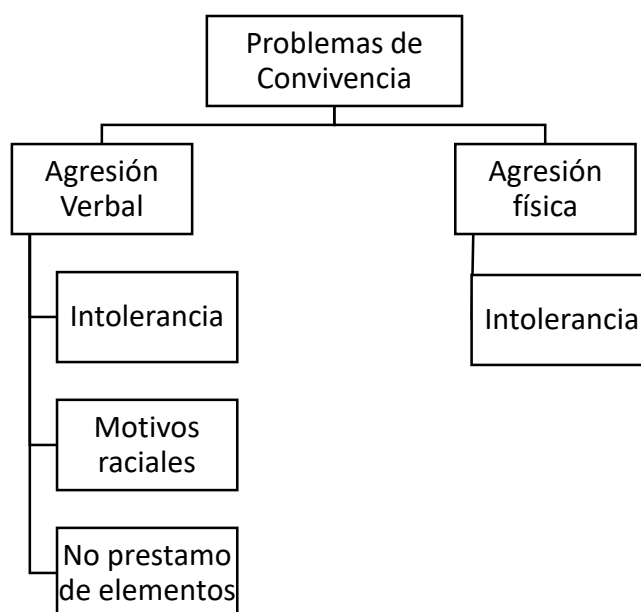 Problemas de
Convivencia
Agresión
Verbal
Intolerancia
Motivos
raciales
No prestamo
de elementos
Agresión
física
Intolerancia